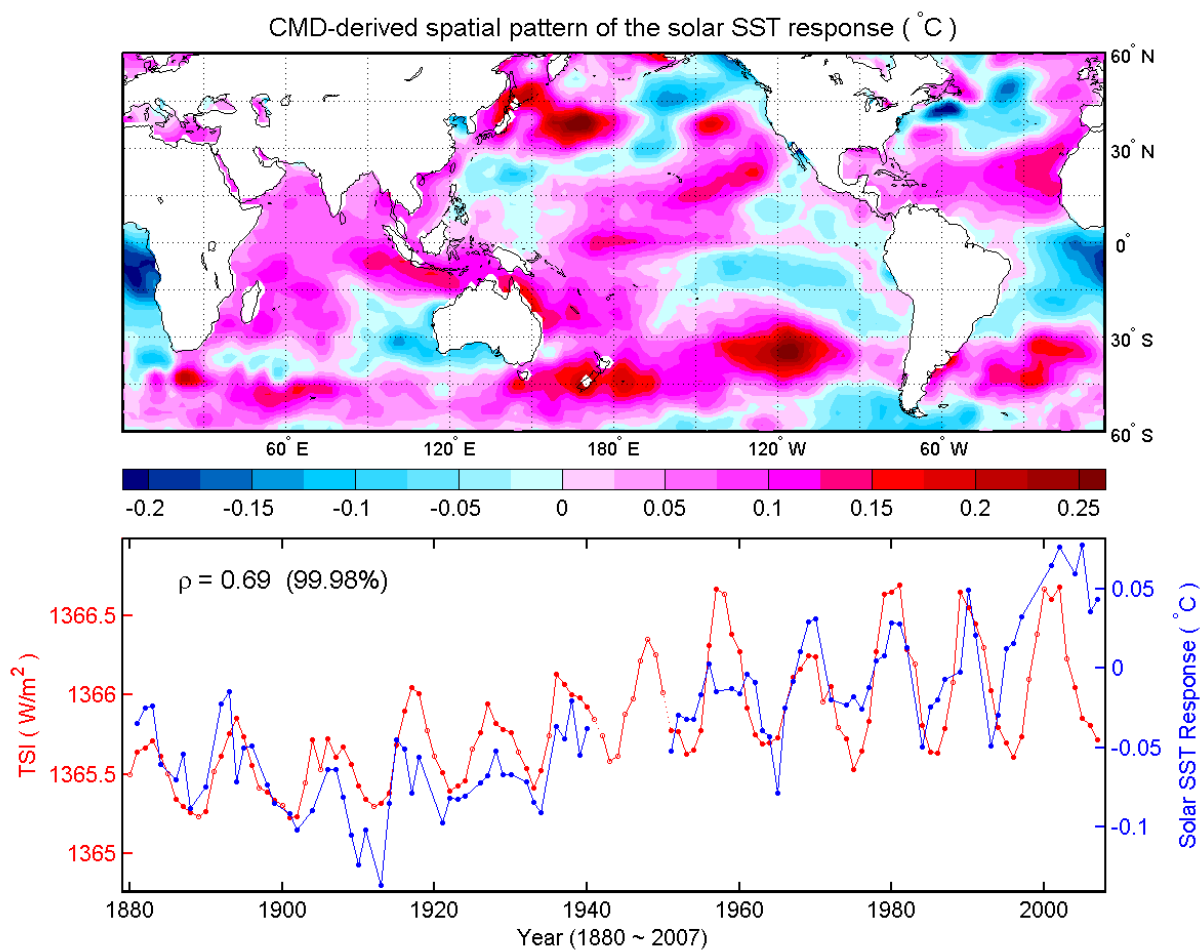 CMD-derived spatial pattern of the solar SST response ( °C )
60° N
30° N
0°
30° S
60° S
60° E
120° E
180° E
120° W
60° W
-0.2
-0.15
-0.1
-0.05
0
0.05
0.1
0.15
0.2
0.25
ρ = 0.69 (99.98%)
TSI ( W/m² )
1366.5
1366
1365.5
1365
Solar SST Response ( °C )
0.05
0
-0.05
-0.1
1880
1900
1920
1940
1960
1980
2000
Year (1880 ~ 2007)